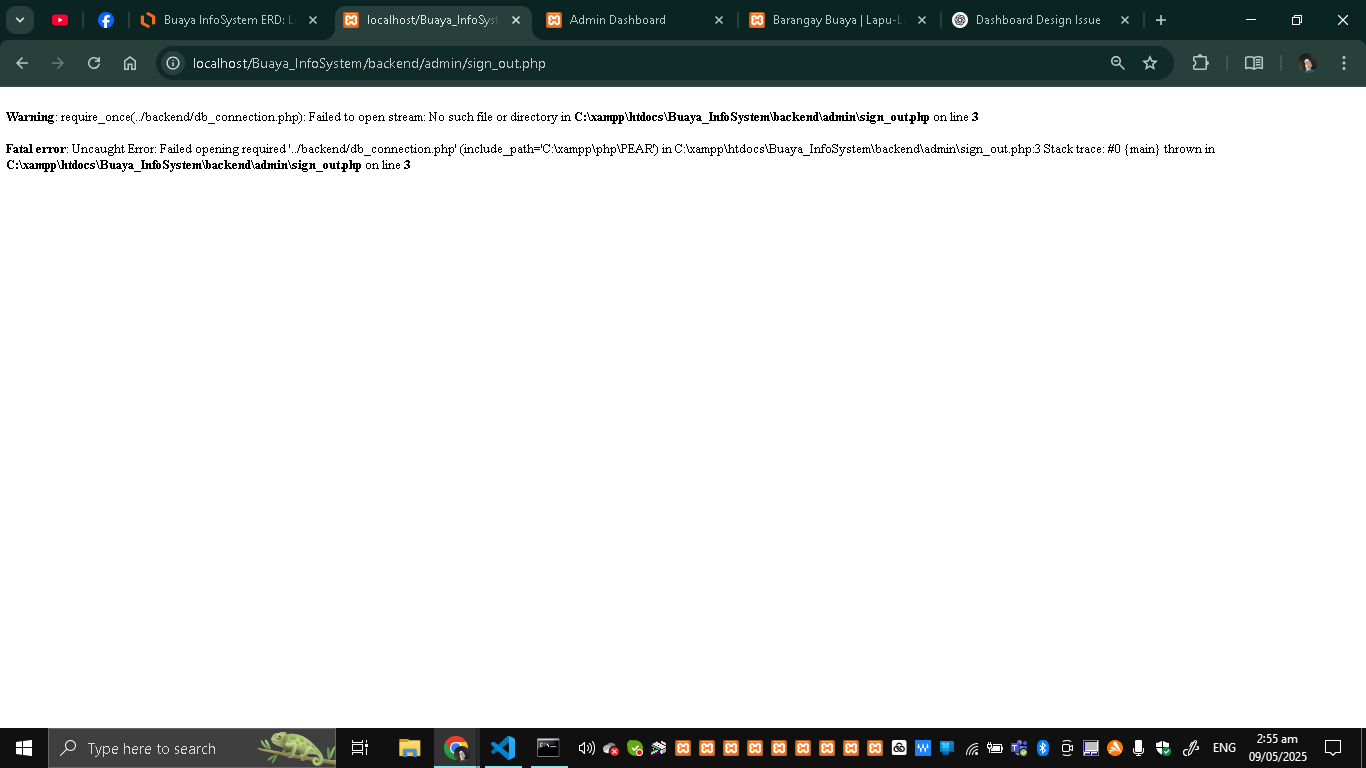 Buaya InfoSystem ERD: L
localhost/Buaya_InfoSyst
Admin Dashboard
Barangay Buaya | Lapu-L
Dashboard Design Issue
localhost/Buaya_InfoSystem/backend/admin/sign_out.php
Warning: require_once(../backend/db_connection.php): Failed to open stream: No such file or directory in C:\xampp\htdocs\Buaya_InfoSystem\backend\admin\sign_out.php on line 3
Fatal error: Uncaught Error: Failed opening required '../backend/db_connection.php' (include_path='C:\xampp\php\PEAR') in C:\xampp\htdocs\Buaya_InfoSystem\backend\admin\sign_out.php:3 Stack trace: #0 {main} thrown in
C:\xampp\htdocs\Buaya_InfoSystem\backend\admin\sign_out.php on line 3
Type here to search
ENG
2:55 am
09/05/2025